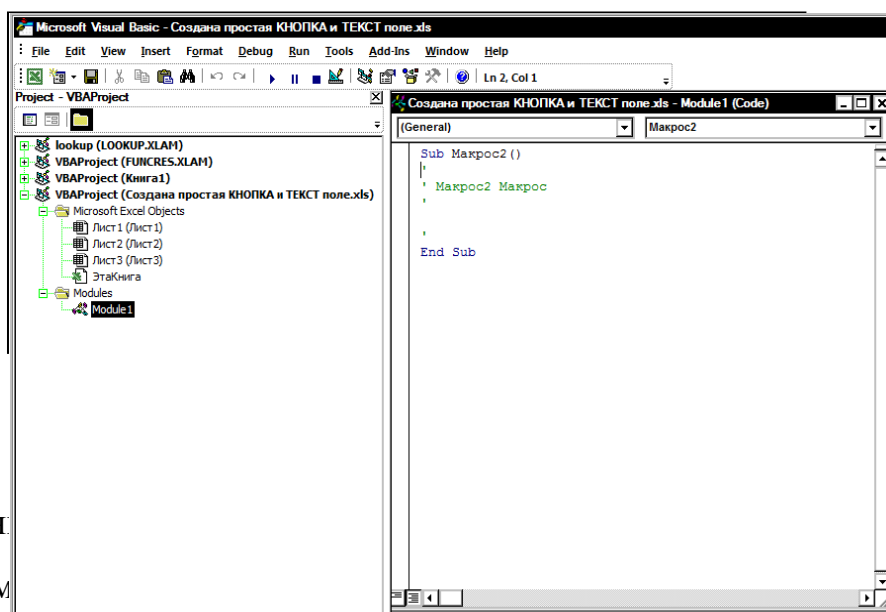 Microsoft Visual Basic - Создана простая КНОПКА и ТЕКСТ поле.xls
File Edit View Insert Format Debug Run Tools Add-Ins Window Help
Ln 2, Col 1
Project - VBAProject
lookup (LOOKUP.XLAM)
VBAProject (FUNCRES.XLAM)
VBAProject (Книга1)
VBAProject (Создана простая КНОПКА и ТЕКСТ поле.xls)
Microsoft Excel Objects
Лист1 (Лист1)
Лист2 (Лист2)
Лист3 (Лист3)
ЭтаКнига
Modules
Module1
Создана простая КНОПКА и ТЕКСТ поле.xls - Module1 (Code)
(General) Макрос2
Sub Макрос2()
'
' Макрос2 Макрос
'
'
End Sub